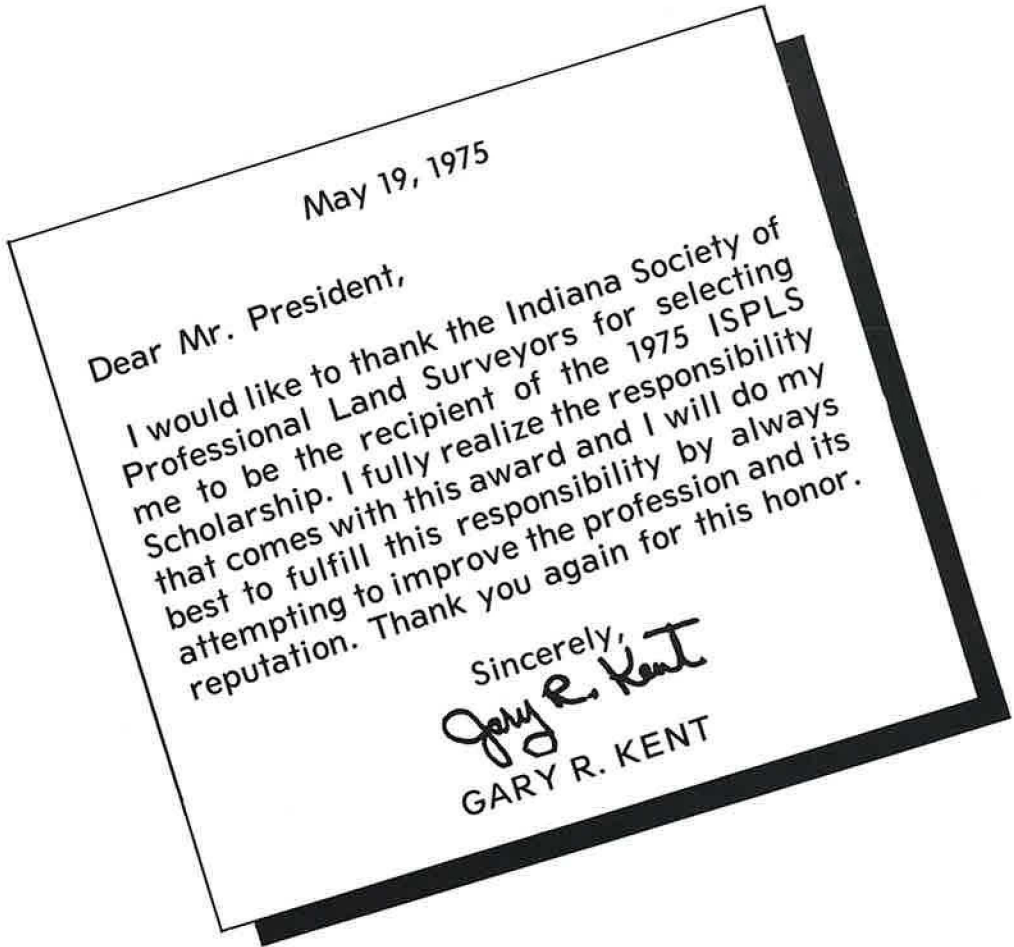 May 19, 1975
Dear Mr. President,
I would like to thank the Indiana Society of
Professional Land Surveyors for selecting
me to be the recipient of the 1975 ISPLS
Scholarship. I fully realize the responsibility
that comes with this award and I will do my
best to fulfill this responsibility by always
attempting to improve the profession and its
reputation. Thank you again for this honor.
Sincerely,
Gary R. Kent
GARY R. KENT